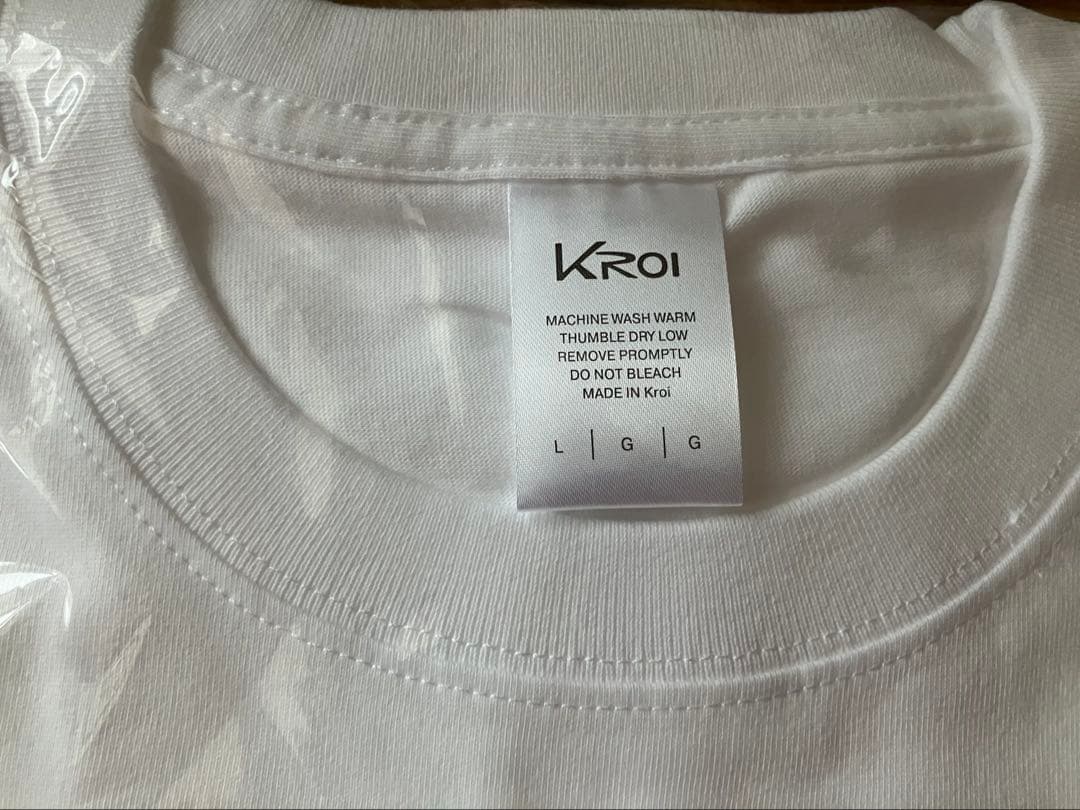 KROI
MACHINE WASH WARM
THUMBLE DRY LOW
REMOVE PROMPTLY
DO NOT BLEACH
MADE IN Kroi
L | G | G